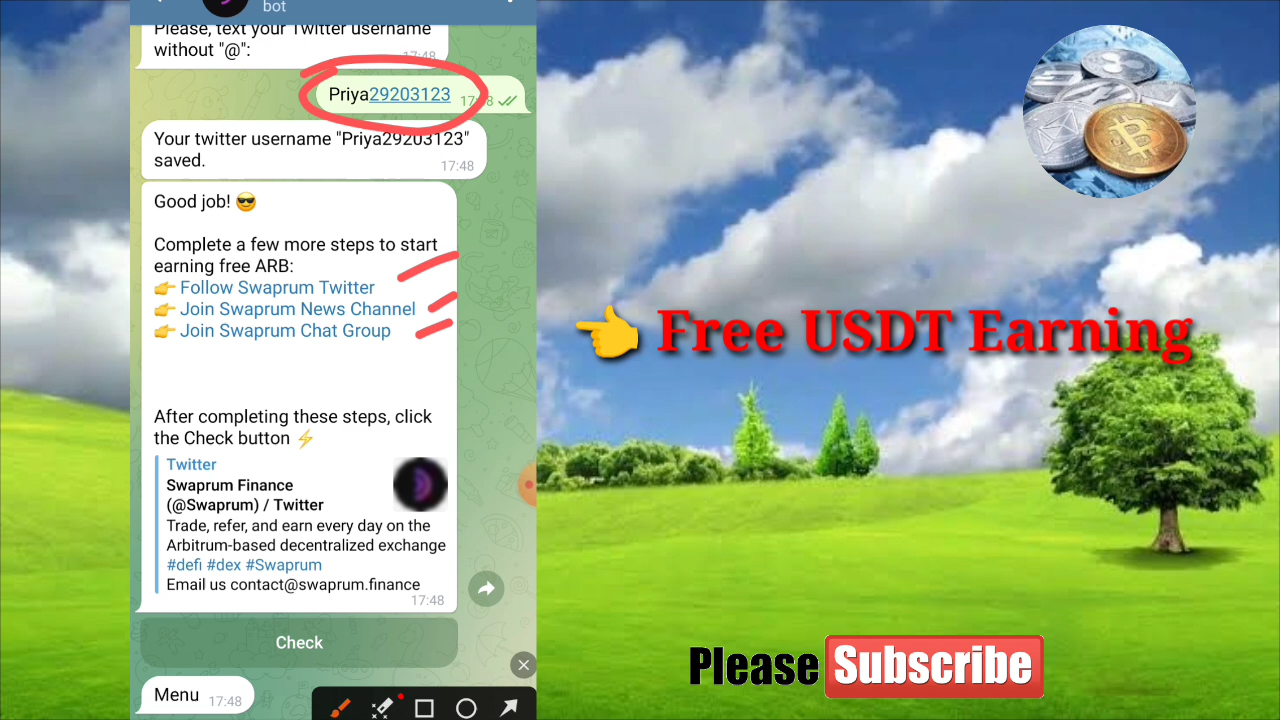 bot
Please, text your Twitter username
without "@":
17:48
Priya29203123
Your twitter username "Priya29203123"
saved.
17:48
Good job! 😎
Complete a few more steps to start
earning free ARB:
👉 Follow Swaprum Twitter
👉 Join Swaprum News Channel
👉 Join Swaprum Chat Group
After completing these steps, click
the Check button ⚡
Twitter
Swaprum Finance
(@Swaprum) / Twitter
Trade, refer, and earn every day on the
Arbitrum-based decentralized exchange
#defi #dex #Swaprum
Email us contact@swaprum.finance
17:48
Check
Menu
17:48
👈 Free USDT Earning
Please Subscribe